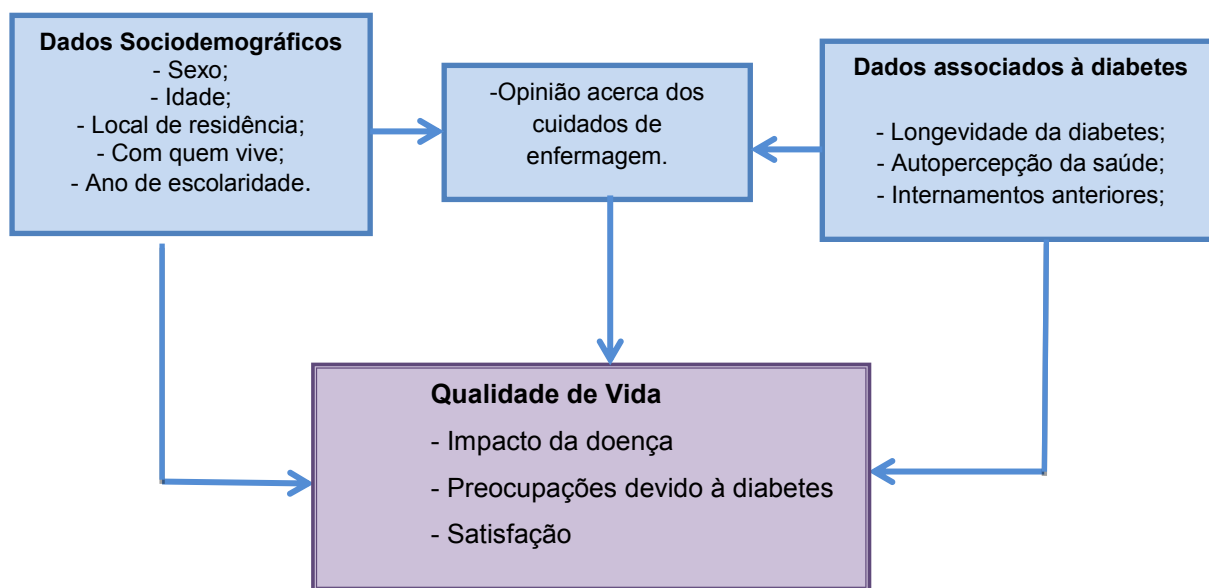 Dados Sociodemográficos
- Sexo;
- Idade;
- Local de residência;
- Com quem vive;
- Ano de escolaridade.
-Opinião acerca dos
cuidados de
enfermagem.
Dados associados à diabetes
- Longevidade da diabetes;
- Autopercepção da saúde;
- Internamentos anteriores;
Qualidade de Vida
- Impacto da doença
- Preocupações devido à diabetes
- Satisfação